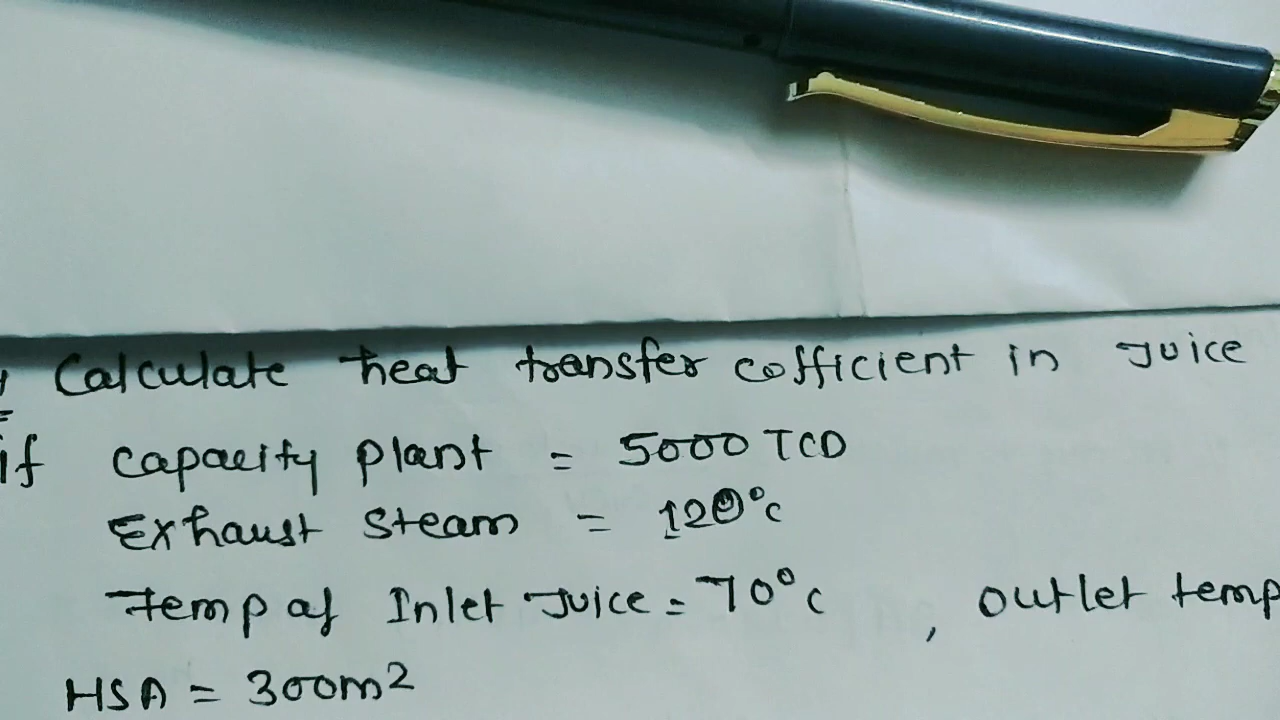 Calculate heat transfer cofficient in Juice
if capacity plant = 5000 TCD
Exhaust steam = 120°c
Temp of Inlet Juice = 70°c , outlet temp
HSA = 300m2